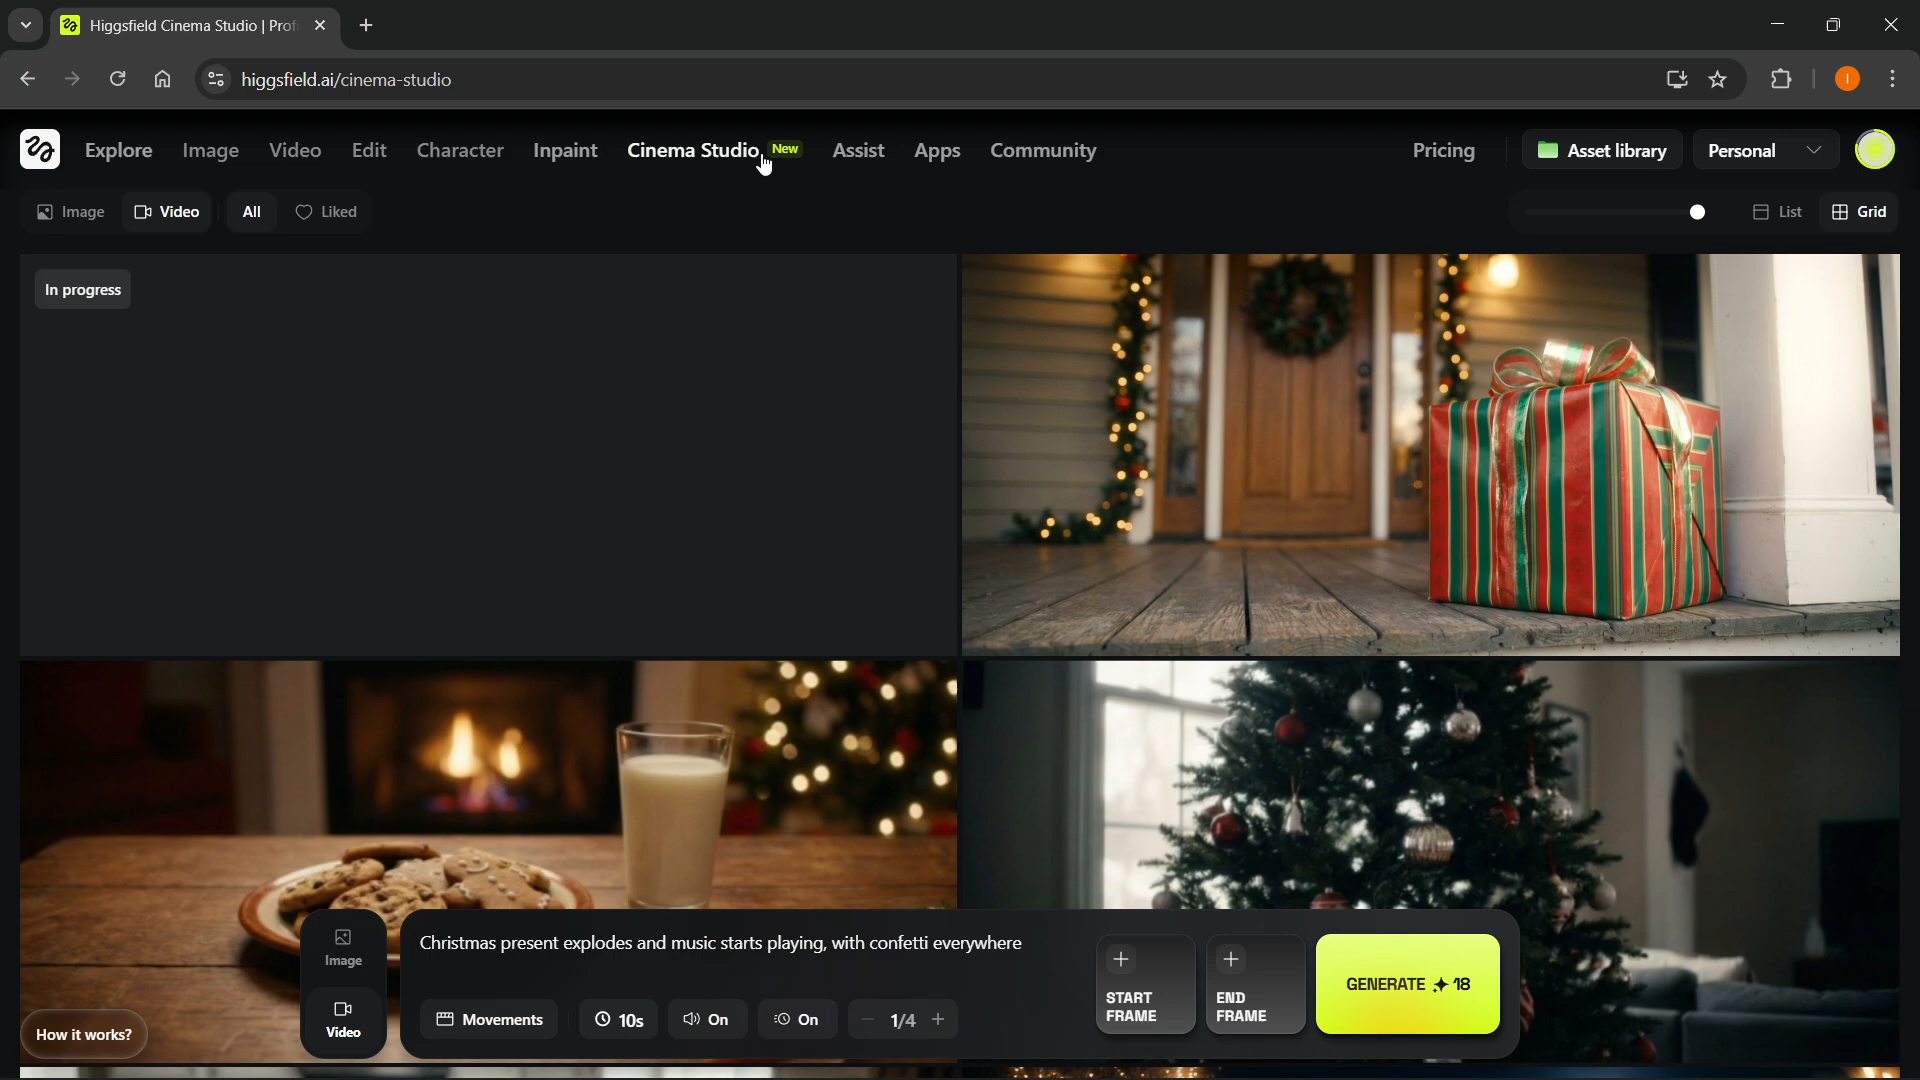 Higgsfield Cinema Studio | Prof
higgsfield.ai/cinema-studio
I
Explore Image Video Edit Character Inpaint Cinema Studio New Assist Apps Community Pricing Asset library Personal
Image Video All Liked List Grid
In progress
Christmas present explodes and music starts playing, with confetti everywhere
Image
Video
Movements 10s On On 1/4
START
FRAME
END
FRAME
GENERATE 18
How it works?